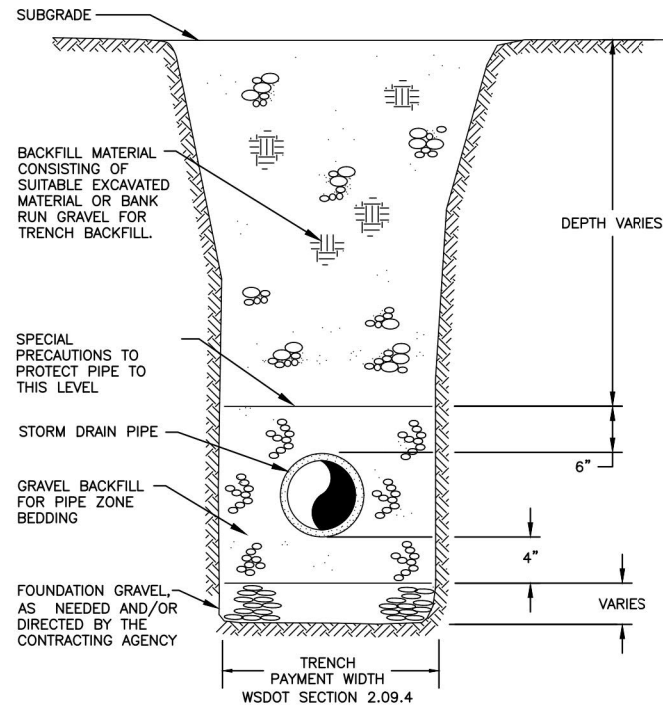 SUBGRADE
BACKFILL MATERIAL
CONSISTING OF
SUITABLE EXCAVATED
MATERIAL OR BANK
RUN GRAVEL FOR
TRENCH BACKFILL.
DEPTH VARIES
SPECIAL
PRECAUTIONS TO
PROTECT PIPE TO
THIS LEVEL
STORM DRAIN PIPE
6"
GRAVEL BACKFILL
FOR PIPE ZONE
BEDDING
4"
FOUNDATION GRAVEL,
AS NEEDED AND/OR
DIRECTED BY THE
CONTRACTING AGENCY
VARIES
TRENCH
PAYMENT WIDTH
WSDOT SECTION 2.09.4